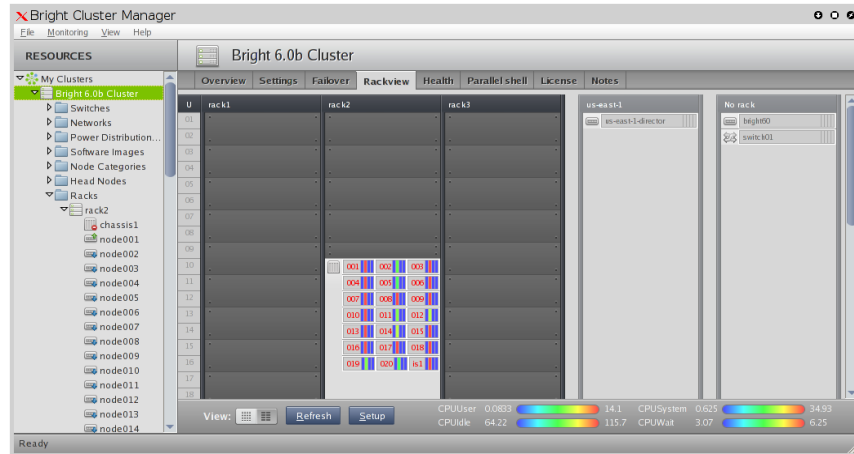 Bright Cluster Manager
File Monitoring View Help
RESOURCES
Bright 6.0b Cluster
My Clusters
Bright 6.0b Cluster
Switches
Networks
Power Distribution...
Software Images
Node Categories
Head Nodes
Racks
rack2
chassis1
node001
node002
node003
node004
node005
node006
node007
node008
node009
node010
node011
node012
node013
node014
Overview Settings Failover Rackview Health Parallel shell License Notes
U rack1 rack2 rack3 us-east-1 No rack
01
02
03
04
05
06
07
08
09
10
11
12
13
14
15
16
17
18
us-east-1-director
bright60
switch01
001 002 003
004 005 006
007 008 009
010 011 012
013 014 015
016 017 018
019 020 is1
View: Refresh Setup
CPUUser 0.0833 14.1 CPUSystem 0.625 34.93
CPUIdle 64.22 115.7 CPUWait 3.07 6.25
Ready